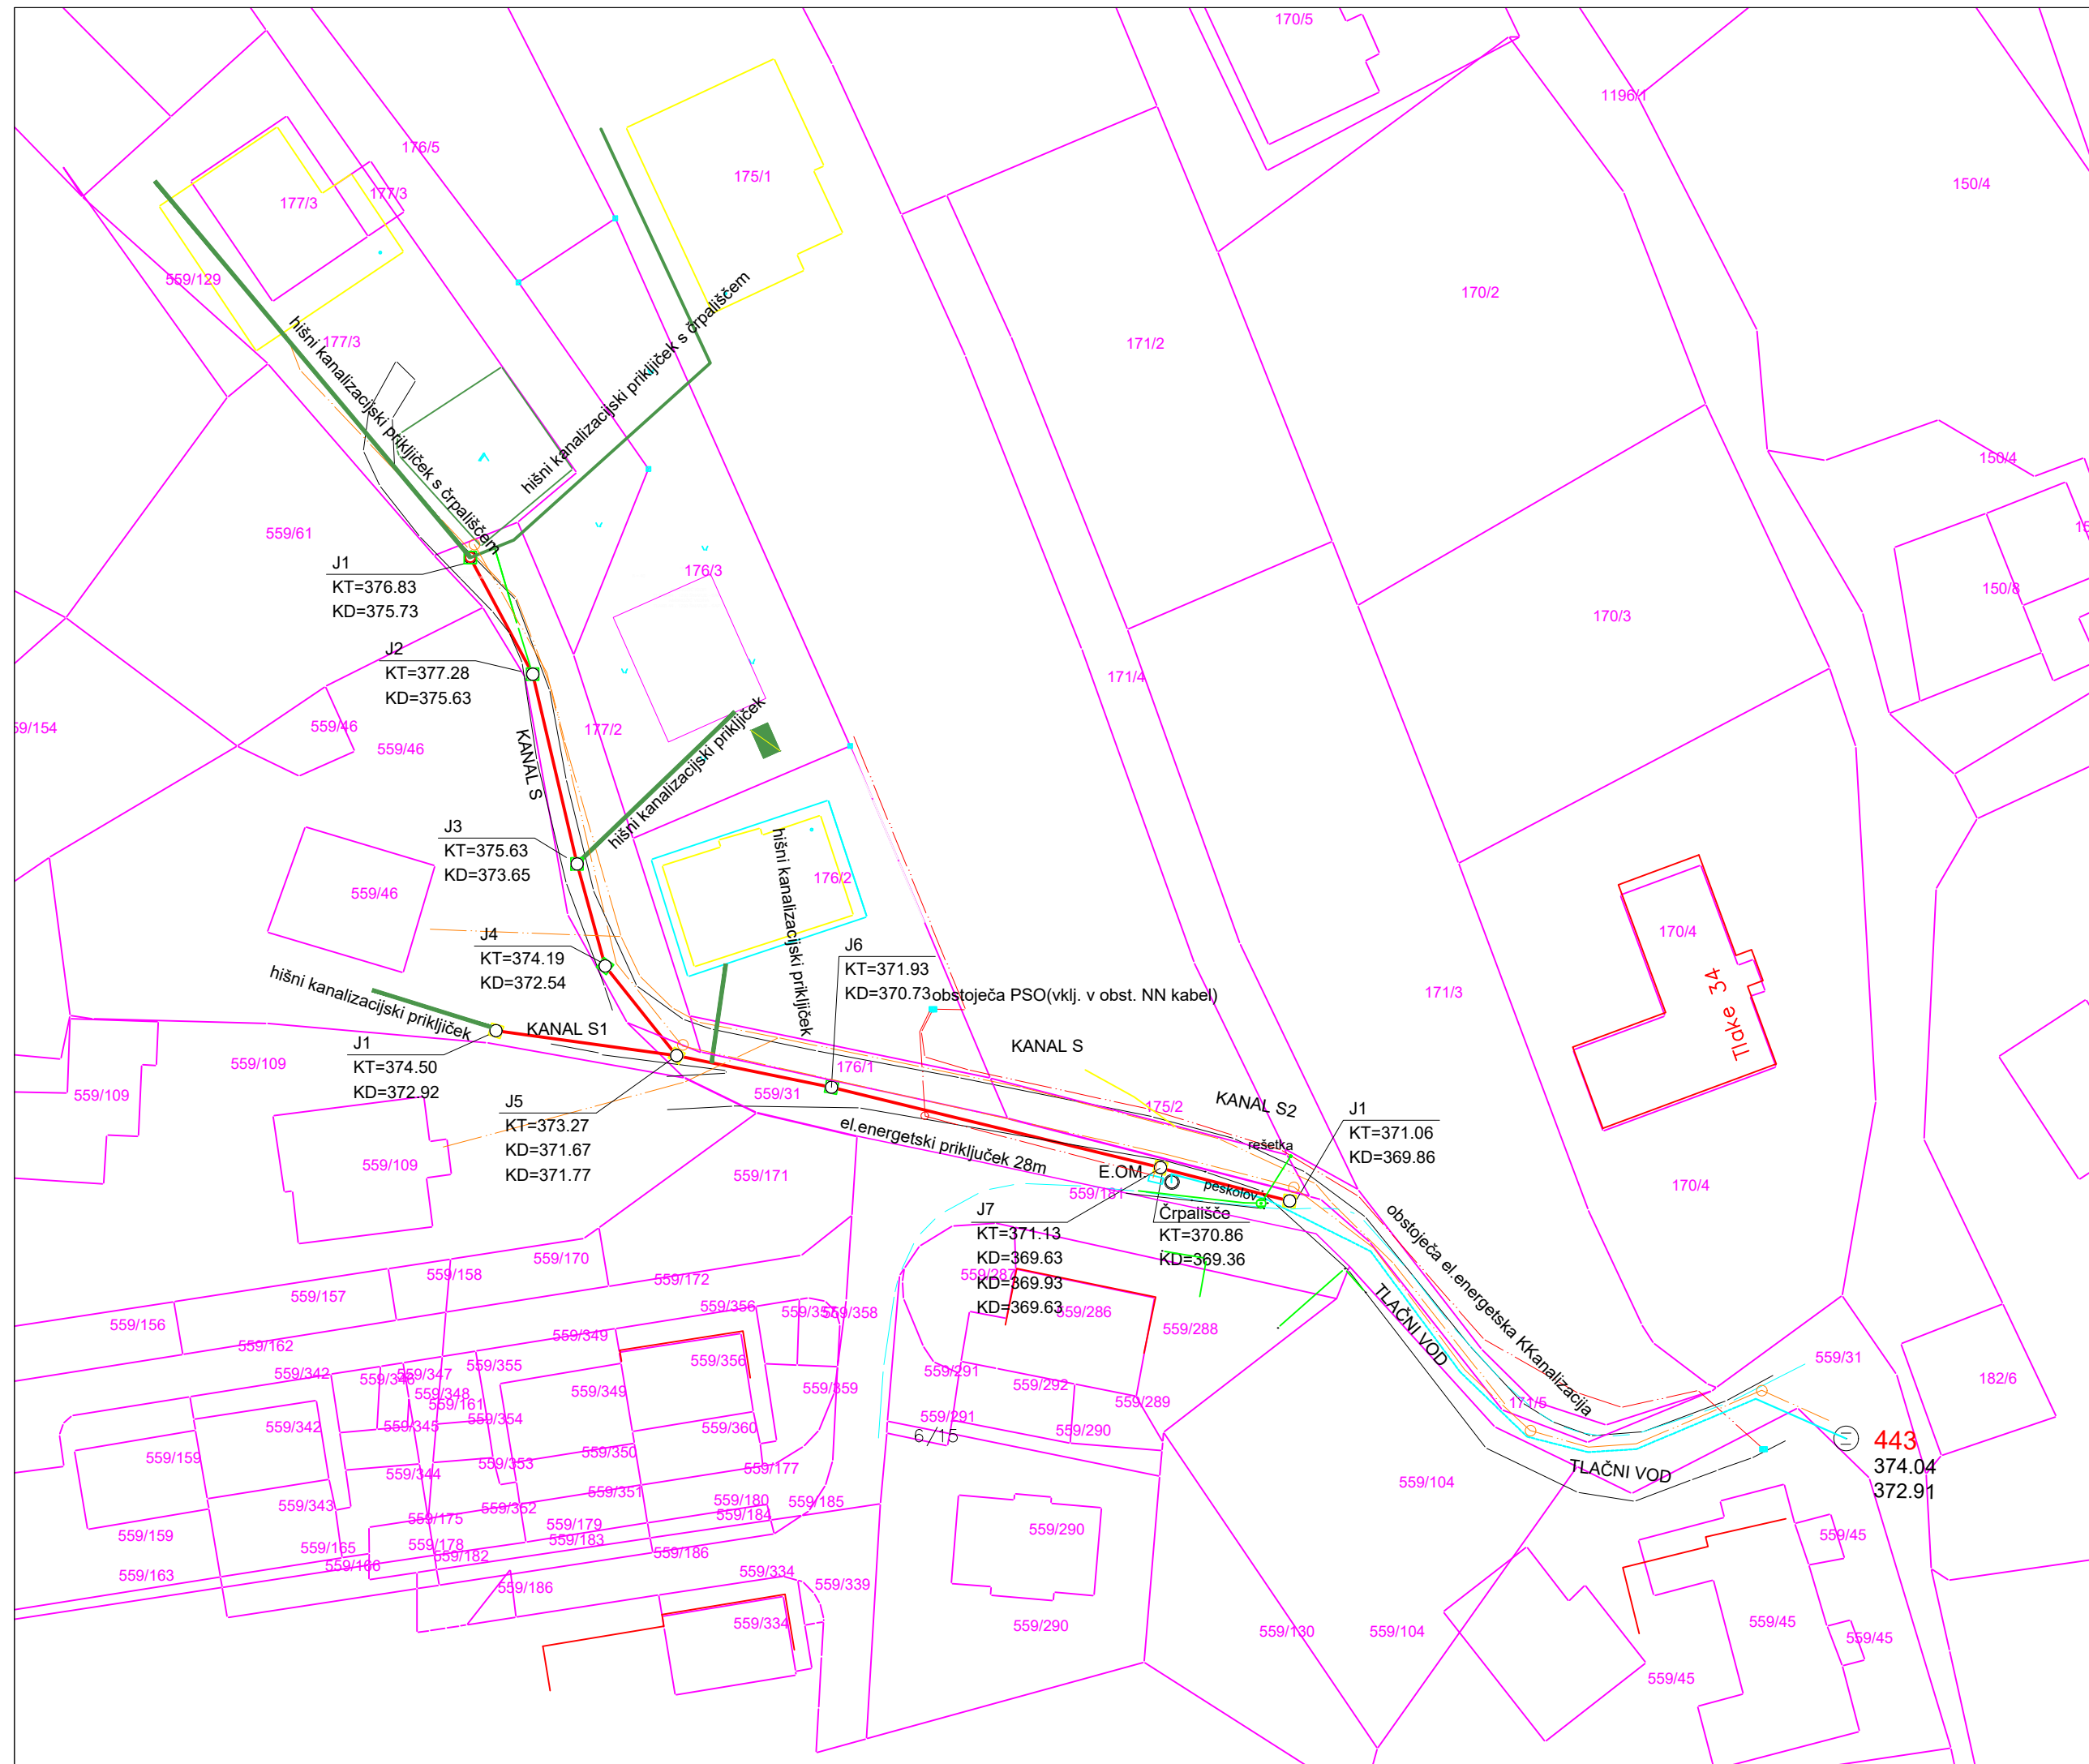 170/5
1196/1
176/5
175/1
150/4
177/3
177/3
559/129
170/2
177/3
171/2
hišni kanalizacijski prikljiček s črpališčem
hišni kanalizacijski prikljiček s črpališčem
150/4
559/61
J1
KT=376.83
KD=375.73
176/3
150/8
170/3
J2
KT=377.28
KD=375.63
171/4
559/46
177/2
559/46
KANAL S
hišni kanalizacijski prikljiček
J3
KT=375.63
KD=373.65
559/46
176/2
hišni kanalizacijski prikljiček
170/4
Tlake 34
J4
KT=374.19
KD=372.54
J6
KT=371.93
KD=370.73
obstoječa PSO(vklj. v obst. NN kabel)
171/3
hišni kanalizacijski prikljiček
KANAL S1
J1
KT=374.50
KD=372.92
KANAL S
559/109
559/109
176/1
559/31
175/2
KANAL S2
J1
KT=371.06
KD=369.86
J5
KT=373.27
KD=371.67
KD=371.77
el.energetski priključek 28m
rešetka
559/109
559/171
E.OM.
peskolov
559/181
170/4
J7
KT=371.13
KD=369.63
KD=369.93
KD=369.63
Črpališče
KT=370.86
KD=369.36
obstoječa el.energetska KKanalizacija
559/170
559/158
559/172
559/287
559/157
559/356
559/357
559/358
559/286
559/288
TLAČNI VOD
559/156
559/162
559/349
559/31
559/342
559/346
559/347
559/355
559/356
559/348
559/349
559/359
559/291
559/292
182/6
559/161
559/289
171/5
559/342
559/345
559/354
559/360
559/291
559/290
6./15
443
374.04
372.91
559/159
559/344
559/353
559/350
559/177
TLAČNI VOD
559/104
559/343
559/352
559/351
559/180
559/185
559/175
559/179
559/184
559/159
559/165
559/178
559/183
559/290
559/45
559/163
559/166
559/182
559/186
559/186
559/334
559/339
559/334
559/290
559/130
559/104
559/45
559/45
559/45